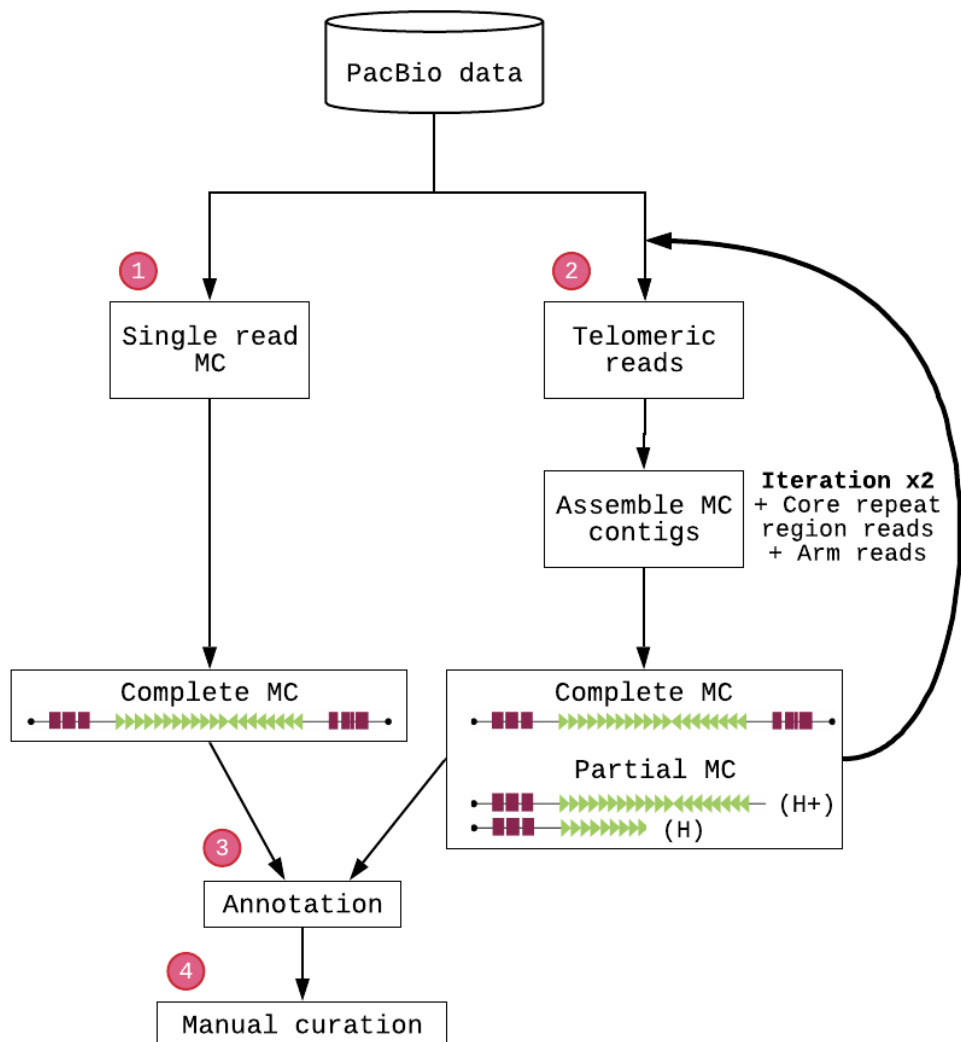 PacBio data
1
2
Single read
MC
Telomeric
reads
Assemble MC
contigs
Iteration x2
+ Core repeat
region reads
+ Arm reads
Complete MC
Complete MC
Partial MC
(H+)
(H)
3
Annotation
4
Manual curation